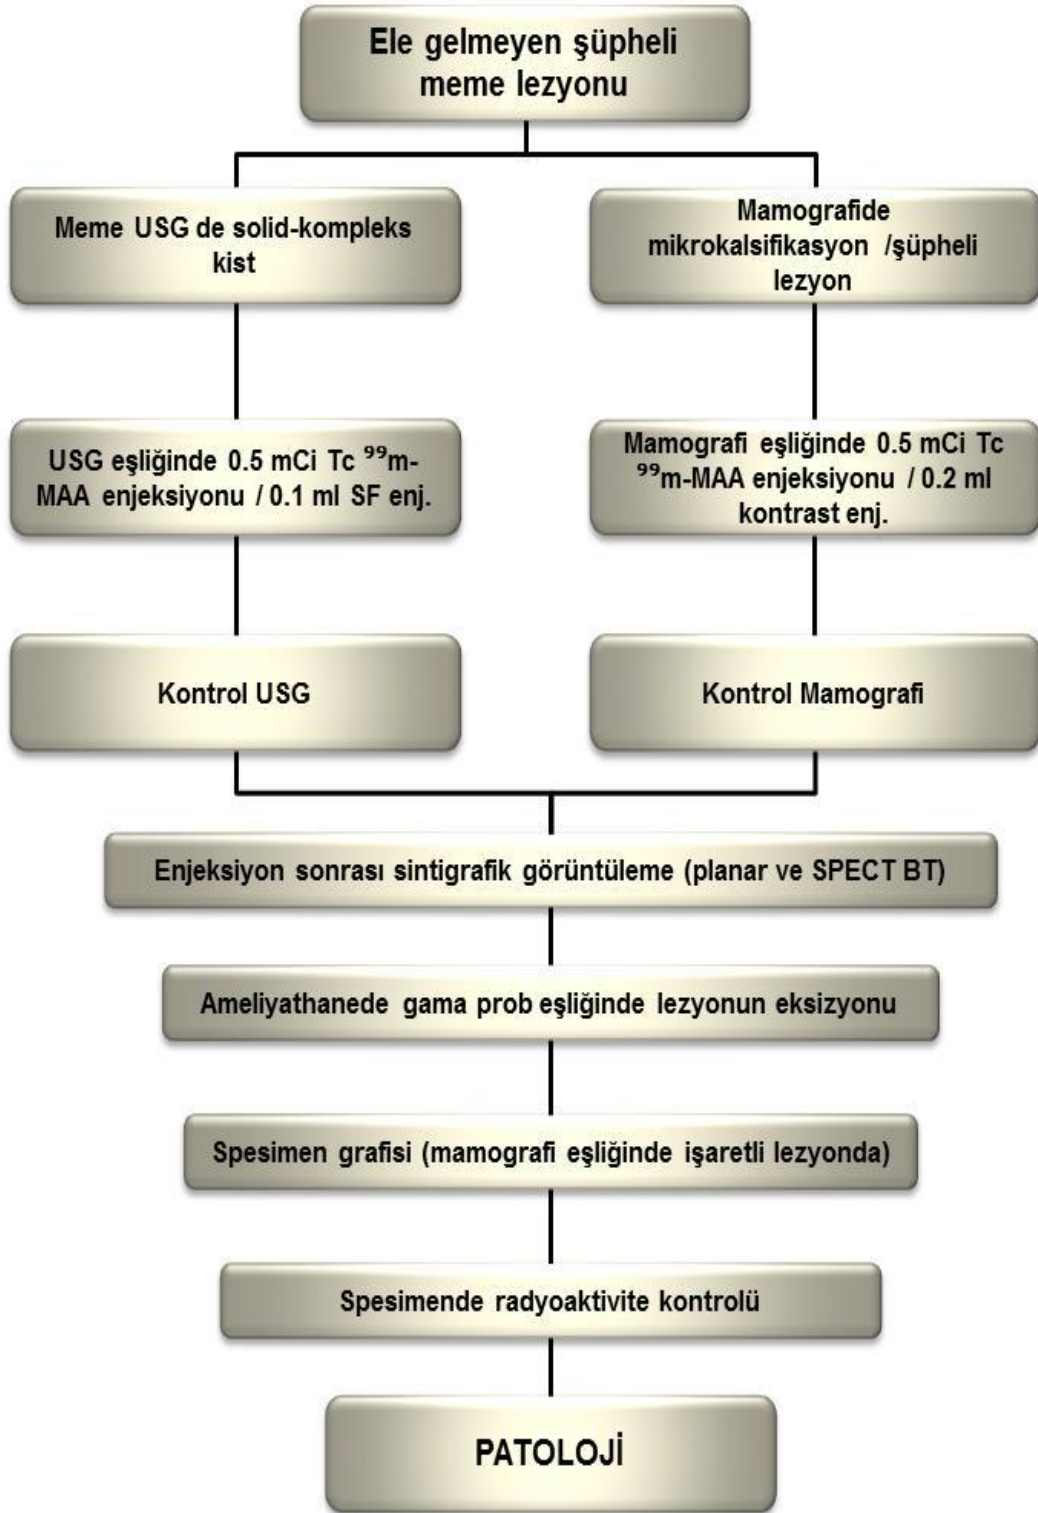 Ele gelmeyen şüpheli
meme lezyonu
Meme USG de solid-kompleks
kist
Mamografide
mikrokalsifikasyon /şüpheli
lezyon
USG eşliğinde 0.5 mCi Tc ⁹⁹m-
MAA enjeksiyonu / 0.1 ml SF enj.
Mamografi eşliğinde 0.5 mCi Tc
⁹⁹m-MAA enjeksiyonu / 0.2 ml
kontrast enj.
Kontrol USG
Kontrol Mamografi
Enjeksiyon sonrası sintigrafik görüntüleme (planar ve SPECT BT)
Ameliyathanede gama prob eşliğinde lezyonun eksizyonu
Spesimen grafisi (mamografi eşliğinde işaretli lezyonda)
Spesimende radyoaktivite kontrolü
PATOLOJİ